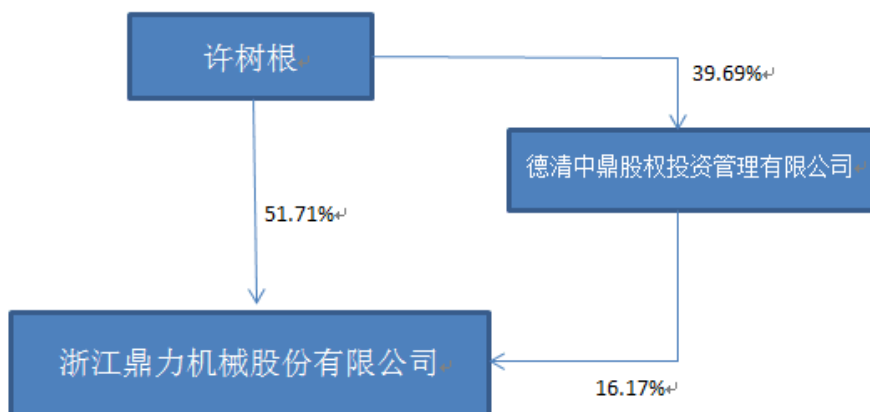 许树根
39.69%
德清中鼎股权投资管理有限公司
51.71%
浙江鼎力机械股份有限公司
16.17%